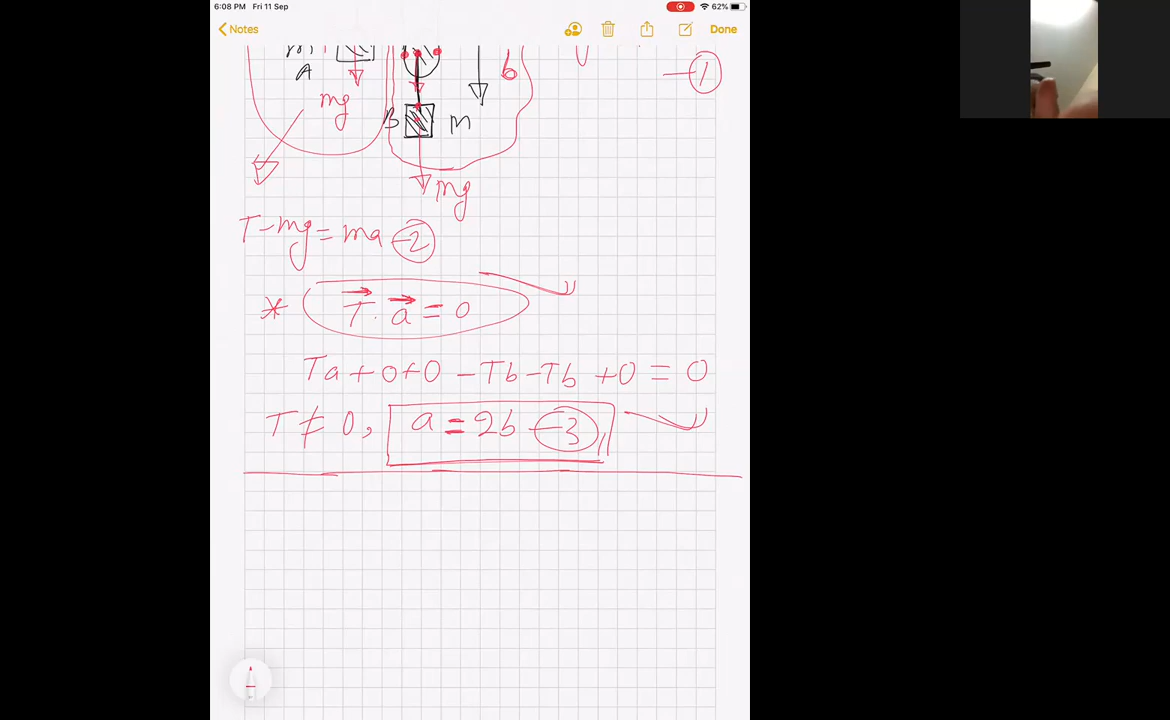 6:08 PM Fri 11 Sep 62%
Notes Done
A
mg
b
-①
B m
mg
T-mg=ma -②
* T⃗. a⃗ = 0
Ta+0+0 -Tb-Tb +0 = 0
T≠0, a=2b -③